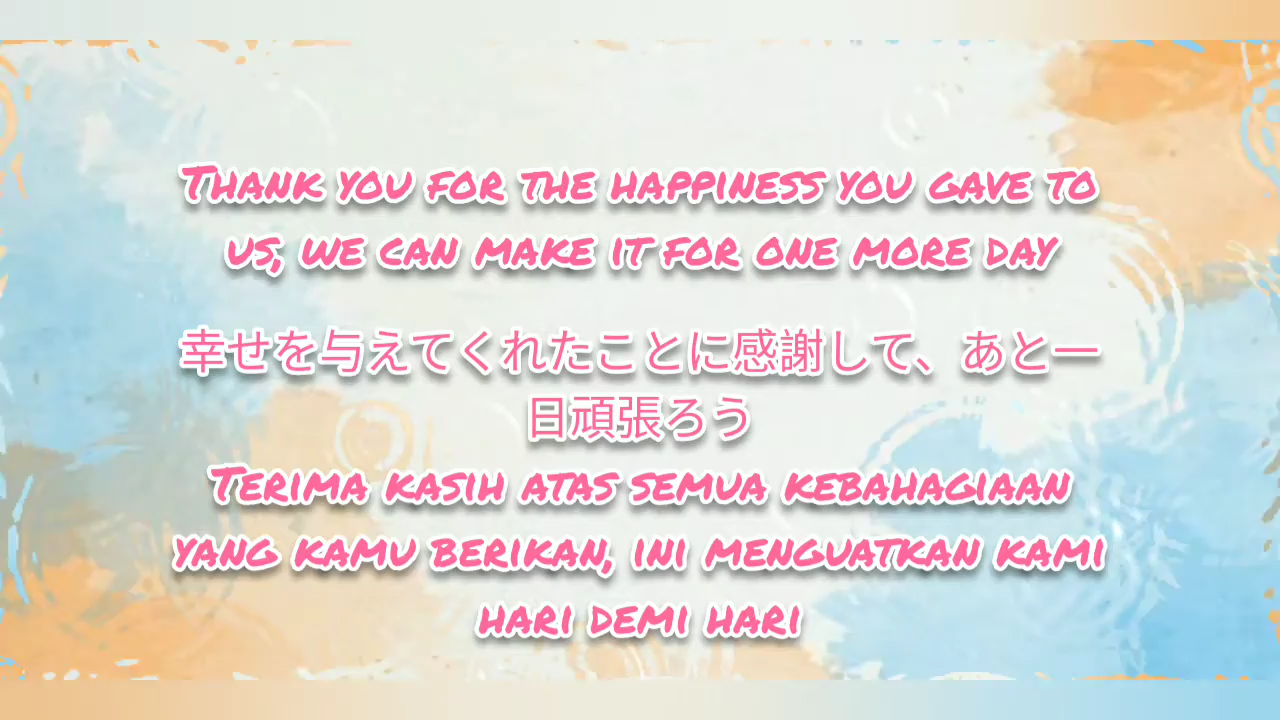 Thank you for the happiness you gave to
us, we can make it for one more day
幸せを与えてくれたことに感謝して、あと一
日頑張ろう
Terima kasih atas semua kebahagiaan
yang kamu berikan, ini menguatkan kami
hari demi hari